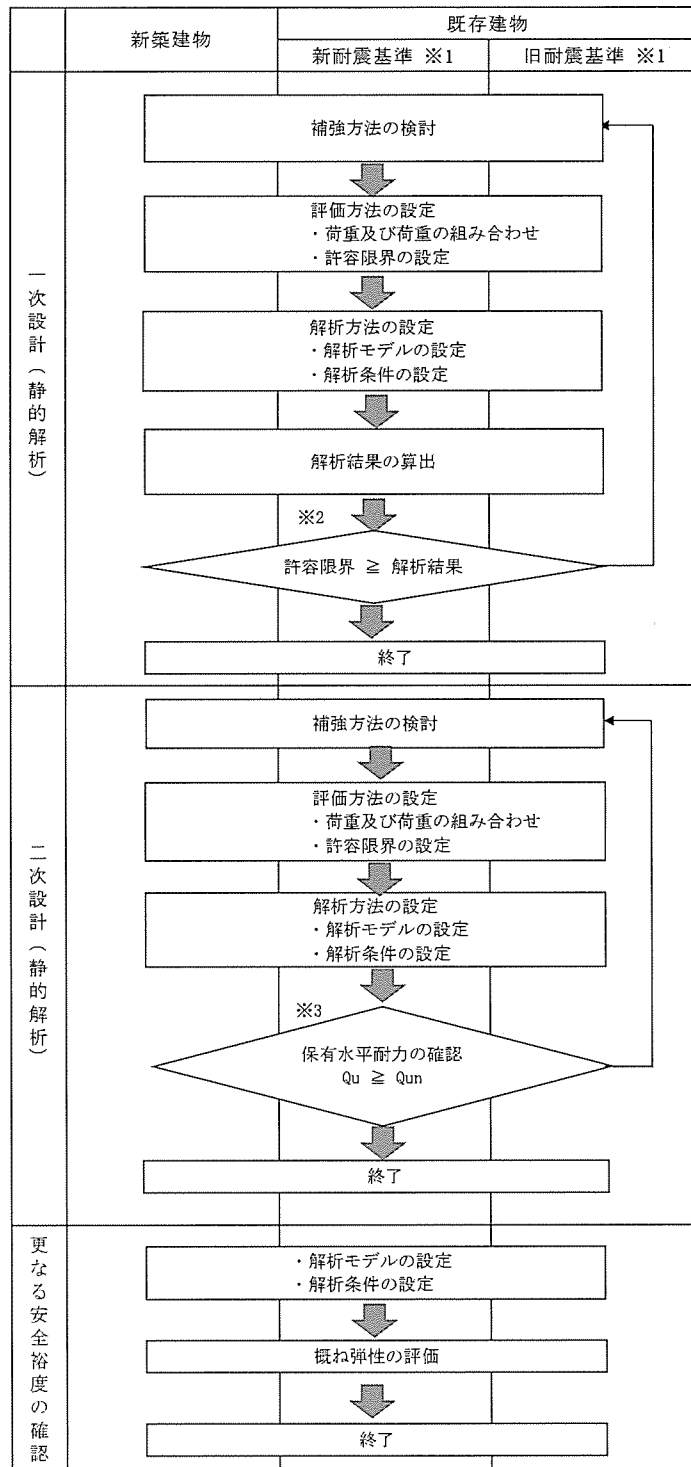 新築建物
既存建物
新耐震基準 ※1
旧耐震基準 ※1
一次設計(静的解析)
補強方法の検討
評価方法の設定
・荷重及び荷重の組み合わせ
・許容限界の設定
解析方法の設定
・解析モデルの設定
・解析条件の設定
解析結果の算出
※2
許容限界 ≧ 解析結果
終了
二次設計(静的解析)
補強方法の検討
評価方法の設定
・荷重及び荷重の組み合わせ
・許容限界の設定
解析方法の設定
・解析モデルの設定
・解析条件の設定
※3
保有水平耐力の確認
Qu ≧ Qun
終了
更なる安全裕度の確認
・解析モデルの設定
・解析条件の設定
概ね弾性の評価
終了